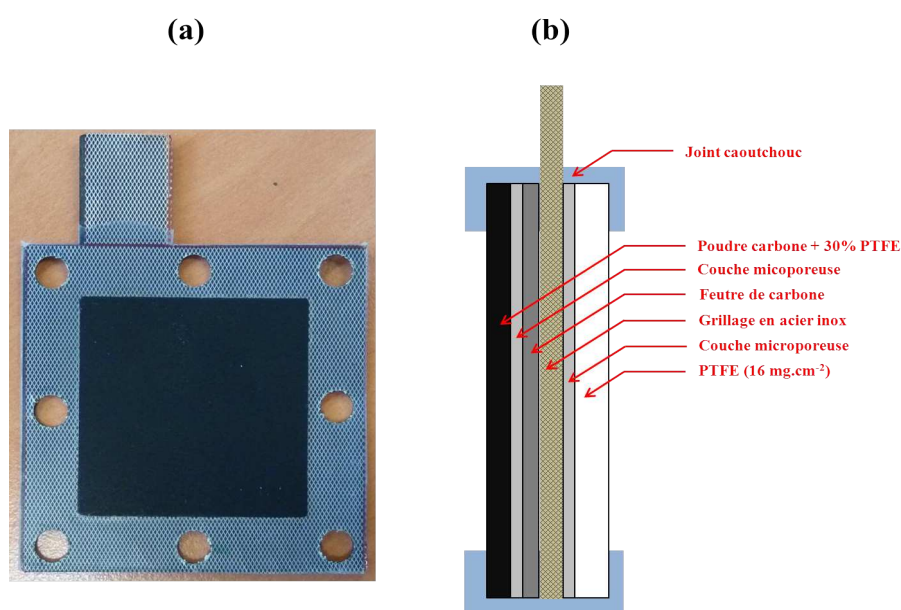 (a)
(b)
Joint caoutchouc
Poudre carbone + 30% PTFE
Couche micoporeuse
Feutre de carbone
Grillage en acier inox
Couche microporeuse
PTFE (16 mg.cm⁻²)